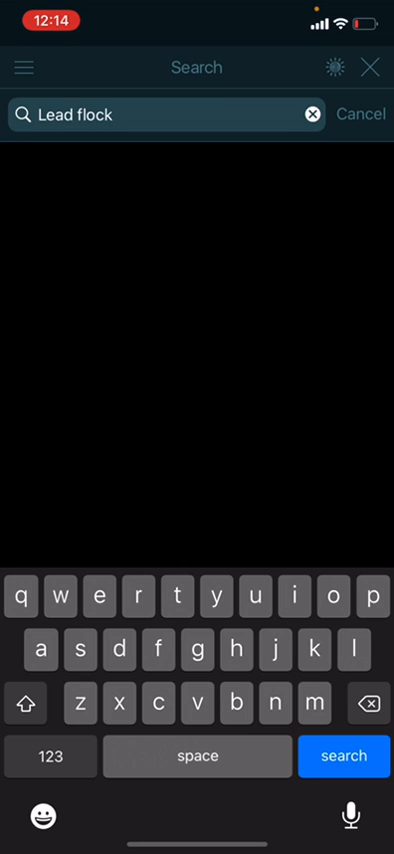 12:14
Search
Lead flock
Cancel
q w e r t y u i o p
a s d f g h j k l
z x c v b n m
123 space search